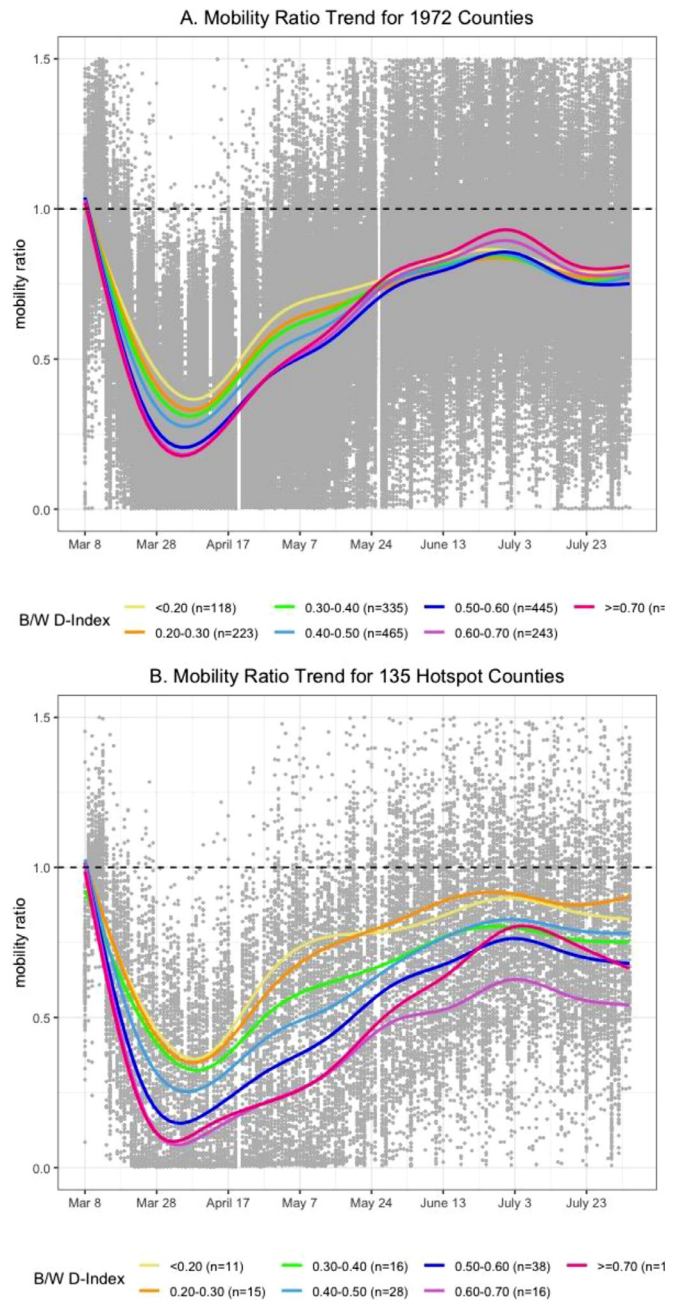 A. Mobility Ratio Trend for 1972 Counties
1.5
1.0
0.5
0.0
mobility ratio
Mar 8 Mar 28 April 17 May 7 May 24 June 13 July 3 July 23
B/W D-Index
<0.20 (n=118) 0.30-0.40 (n=335) 0.50-0.60 (n=445) >=0.70 (n=
0.20-0.30 (n=223) 0.40-0.50 (n=465) 0.60-0.70 (n=243)
B. Mobility Ratio Trend for 135 Hotspot Counties
1.5
1.0
0.5
0.0
mobility ratio
Mar 8 Mar 28 April 17 May 7 May 24 June 13 July 3 July 23
B/W D-Index
<0.20 (n=11) 0.30-0.40 (n=16) 0.50-0.60 (n=38) >=0.70 (n=1
0.20-0.30 (n=15) 0.40-0.50 (n=28) 0.60-0.70 (n=16)